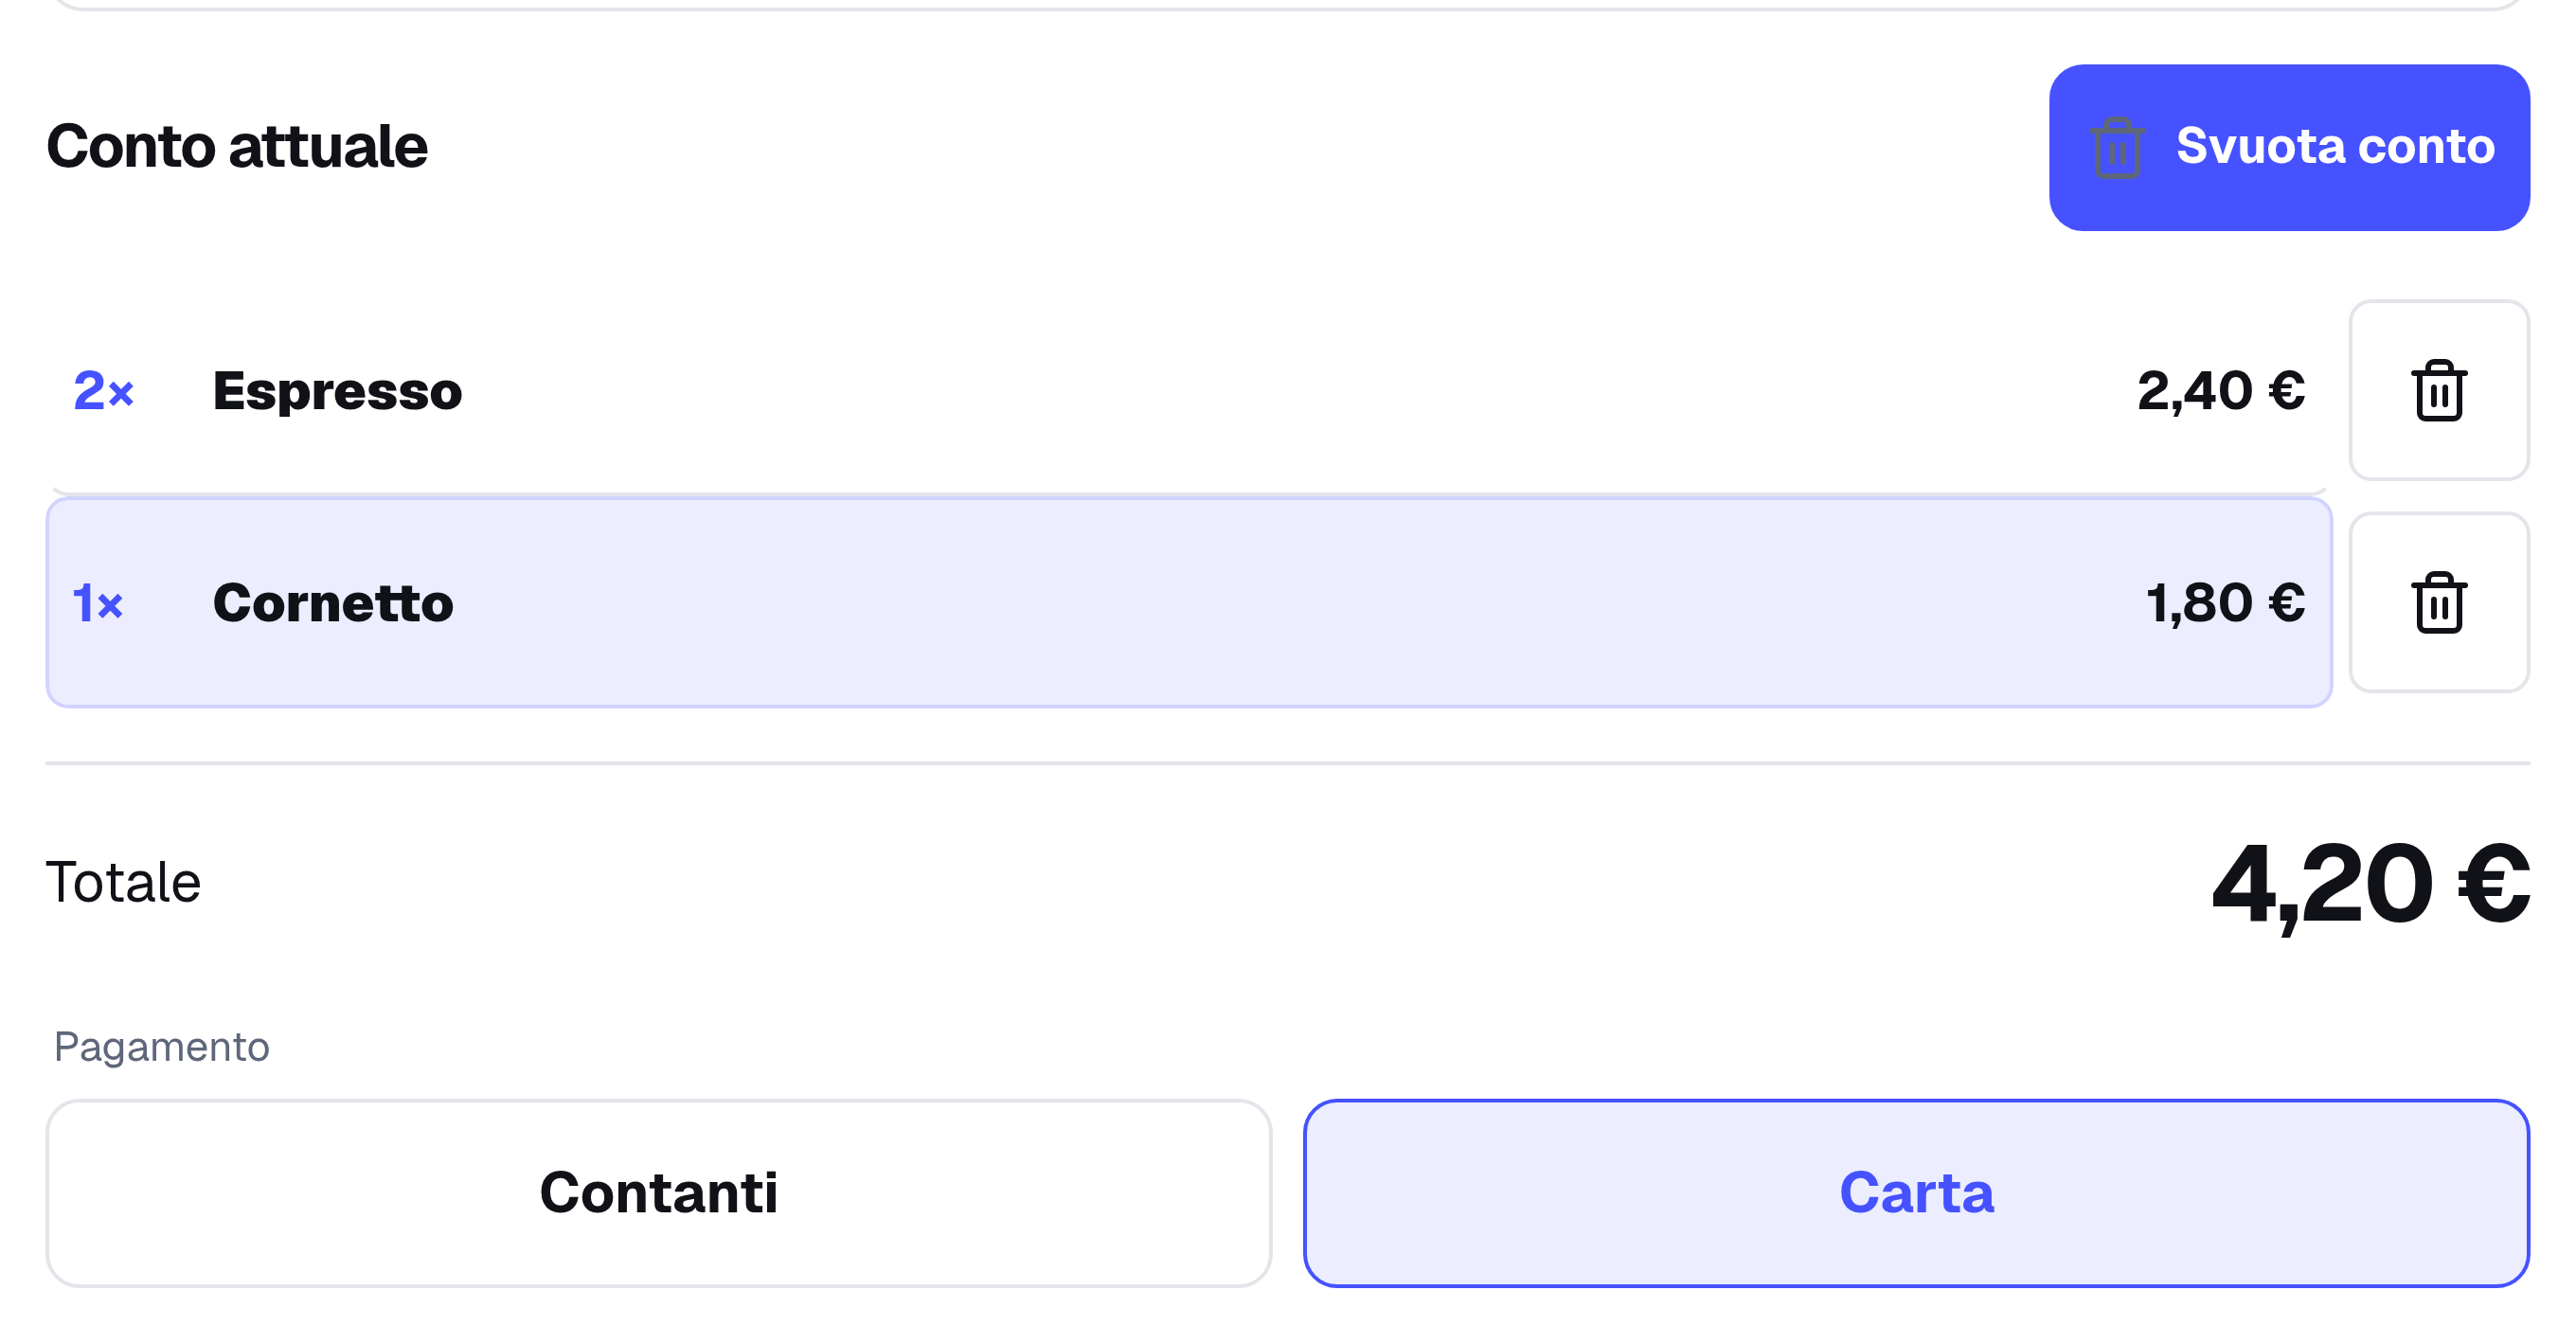 Conto attuale
Svuota conto
2× Espresso 2,40 €
1× Cornetto 1,80 €
Totale 4,20 €
Pagamento
Contanti
Carta